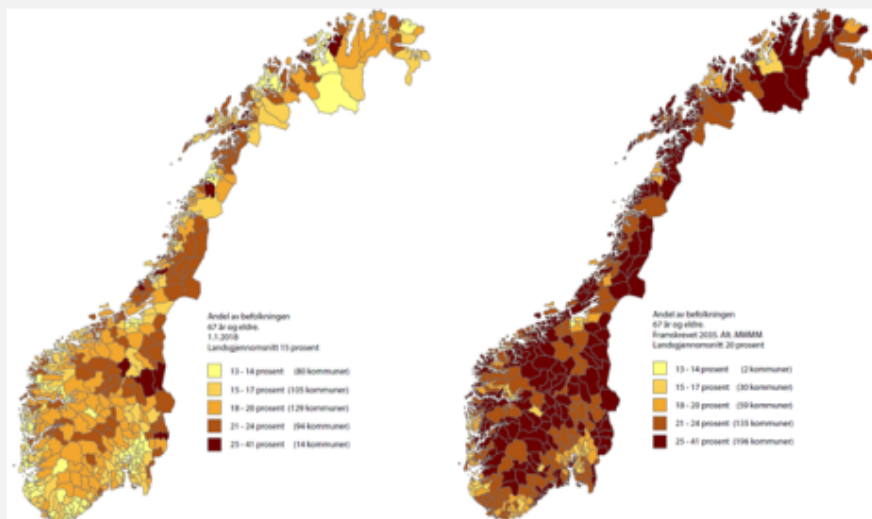 Andel av befolkningen
67 år og eldre.
1.1.2018
Landsgjennomsnitt 15 prosent
13 - 14 prosent (80 kommuner)
15 - 17 prosent (105 kommuner)
18 - 20 prosent (129 kommuner)
21 - 24 prosent (94 kommuner)
25 - 41 prosent (14 kommuner)
Andel av befolkningen
67 år og eldre.
Framskrevet 2035. Alt. MMMM
Landsgjennomsnitt 20 prosent
13 - 14 prosent (2 kommuner)
15 - 17 prosent (30 kommuner)
18 - 20 prosent (59 kommuner)
21 - 24 prosent (135 kommuner)
25 - 41 prosent (196 kommuner)